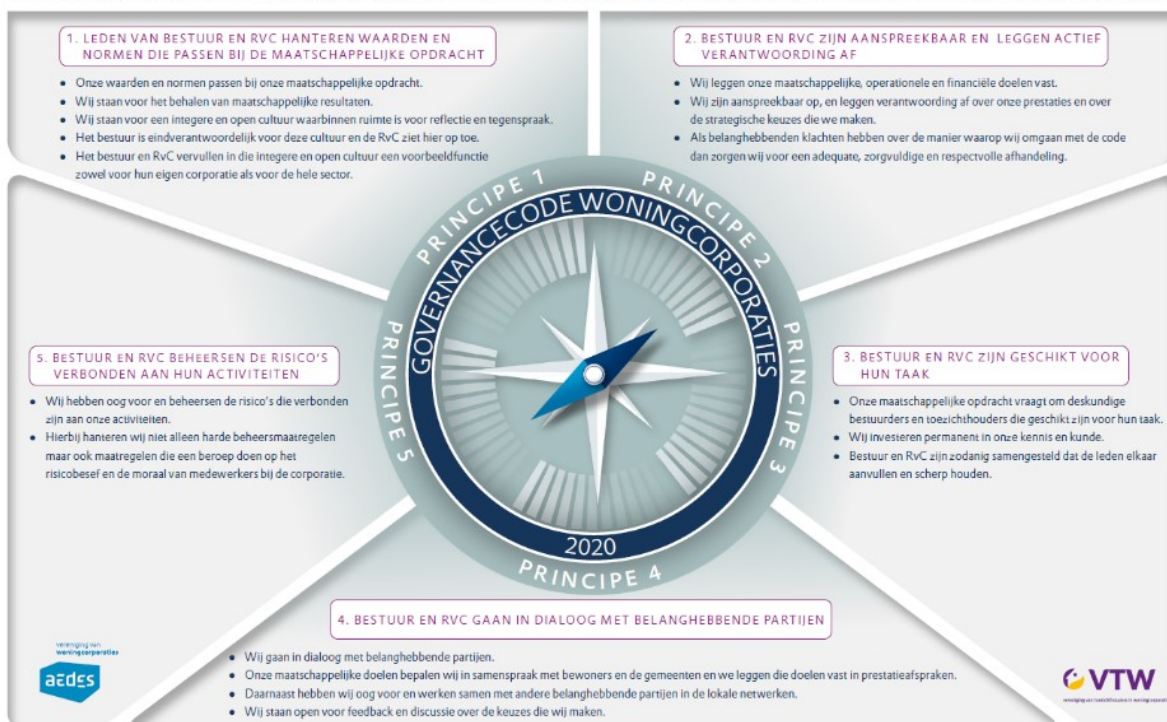 1. LEDEN VAN BESTUUR EN RVC HANTEREN WAARDEN EN
NORMEN DIE PASSEN BIJ DE MAATSCHAPPELIJKE OPDRACHT
• Onze waarden en normen passen bij onze maatschappelijke opdracht.
• Wij staan voor het behalen van maatschappelijke resultaten.
• Wij staan voor een integere en open cultuur waarbinnen ruimte is voor reflectie en tegenspraak.
• Het bestuur is eindverantwoordelijk voor deze cultuur en de RvC ziet hier op toe.
• Het bestuur en RvC vervullen in die integere en open cultuur een voorbeeldfunctie
zowel voor hun eigen corporatie als voor de hele sector.
2. BESTUUR EN RVC ZIJN AANSPREEKBAAR EN LEGGEN ACTIEF
VERANTWOORDING AF
• Wij leggen onze maatschappelijke, operationele en financiële doelen vast.
• Wij zijn aanspreekbaar op, en leggen verantwoording af over onze prestaties en over
de strategische keuzes die we maken.
• Als belanghebbenden klachten hebben over de manier waarop wij omgaan met de code
dan zorgen wij voor een adequate, zorgvuldige en respectvolle afhandeling.
PRINCIPE 1
PRINCIPE 2
PRINCIPE 3
PRINCIPE 4
PRINCIPE 5
GOVERNANCECODE WONINGCORPORATIES
2020
5. BESTUUR EN RVC BEHEERSEN DE RISICO'S
VERBONDEN AAN HUN ACTIVITEITEN
• Wij hebben oog voor en beheersen de risico's die verbonden
zijn aan onze activiteiten.
• Hierbij hanteren wij niet alleen harde beheersmaatregelen
maar ook maatregelen die een beroep doen op het
risicobesef en de moraal van medewerkers bij de corporatie.
3. BESTUUR EN RVC ZIJN GESCHIKT VOOR
HUN TAAK
• Onze maatschappelijke opdracht vraagt om deskundige
bestuurders en toezichthouders die geschikt zijn voor hun taak.
• Wij investeren permanent in onze kennis en kunde.
• Bestuur en RvC zijn zodanig samengesteld dat de leden elkaar
aanvullen en scherp houden.
4. BESTUUR EN RVC GAAN IN DIALOOG MET BELANGHEBBENDE PARTIJEN
• Wij gaan in dialoog met belanghebbende partijen.
• Onze maatschappelijke doelen bepalen wij in samenspraak met bewoners en de gemeenten en we leggen die doelen vast in prestatieafspraken.
• Daarnaast hebben wij oog voor en werken samen met andere belanghebbende partijen in de lokale netwerken.
• Wij staan open voor feedback en discussie over de keuzes die wij maken.
vereniging van
woningcorporaties
aedes
VTW
vereniging van toezichthouders in woningcorporaties